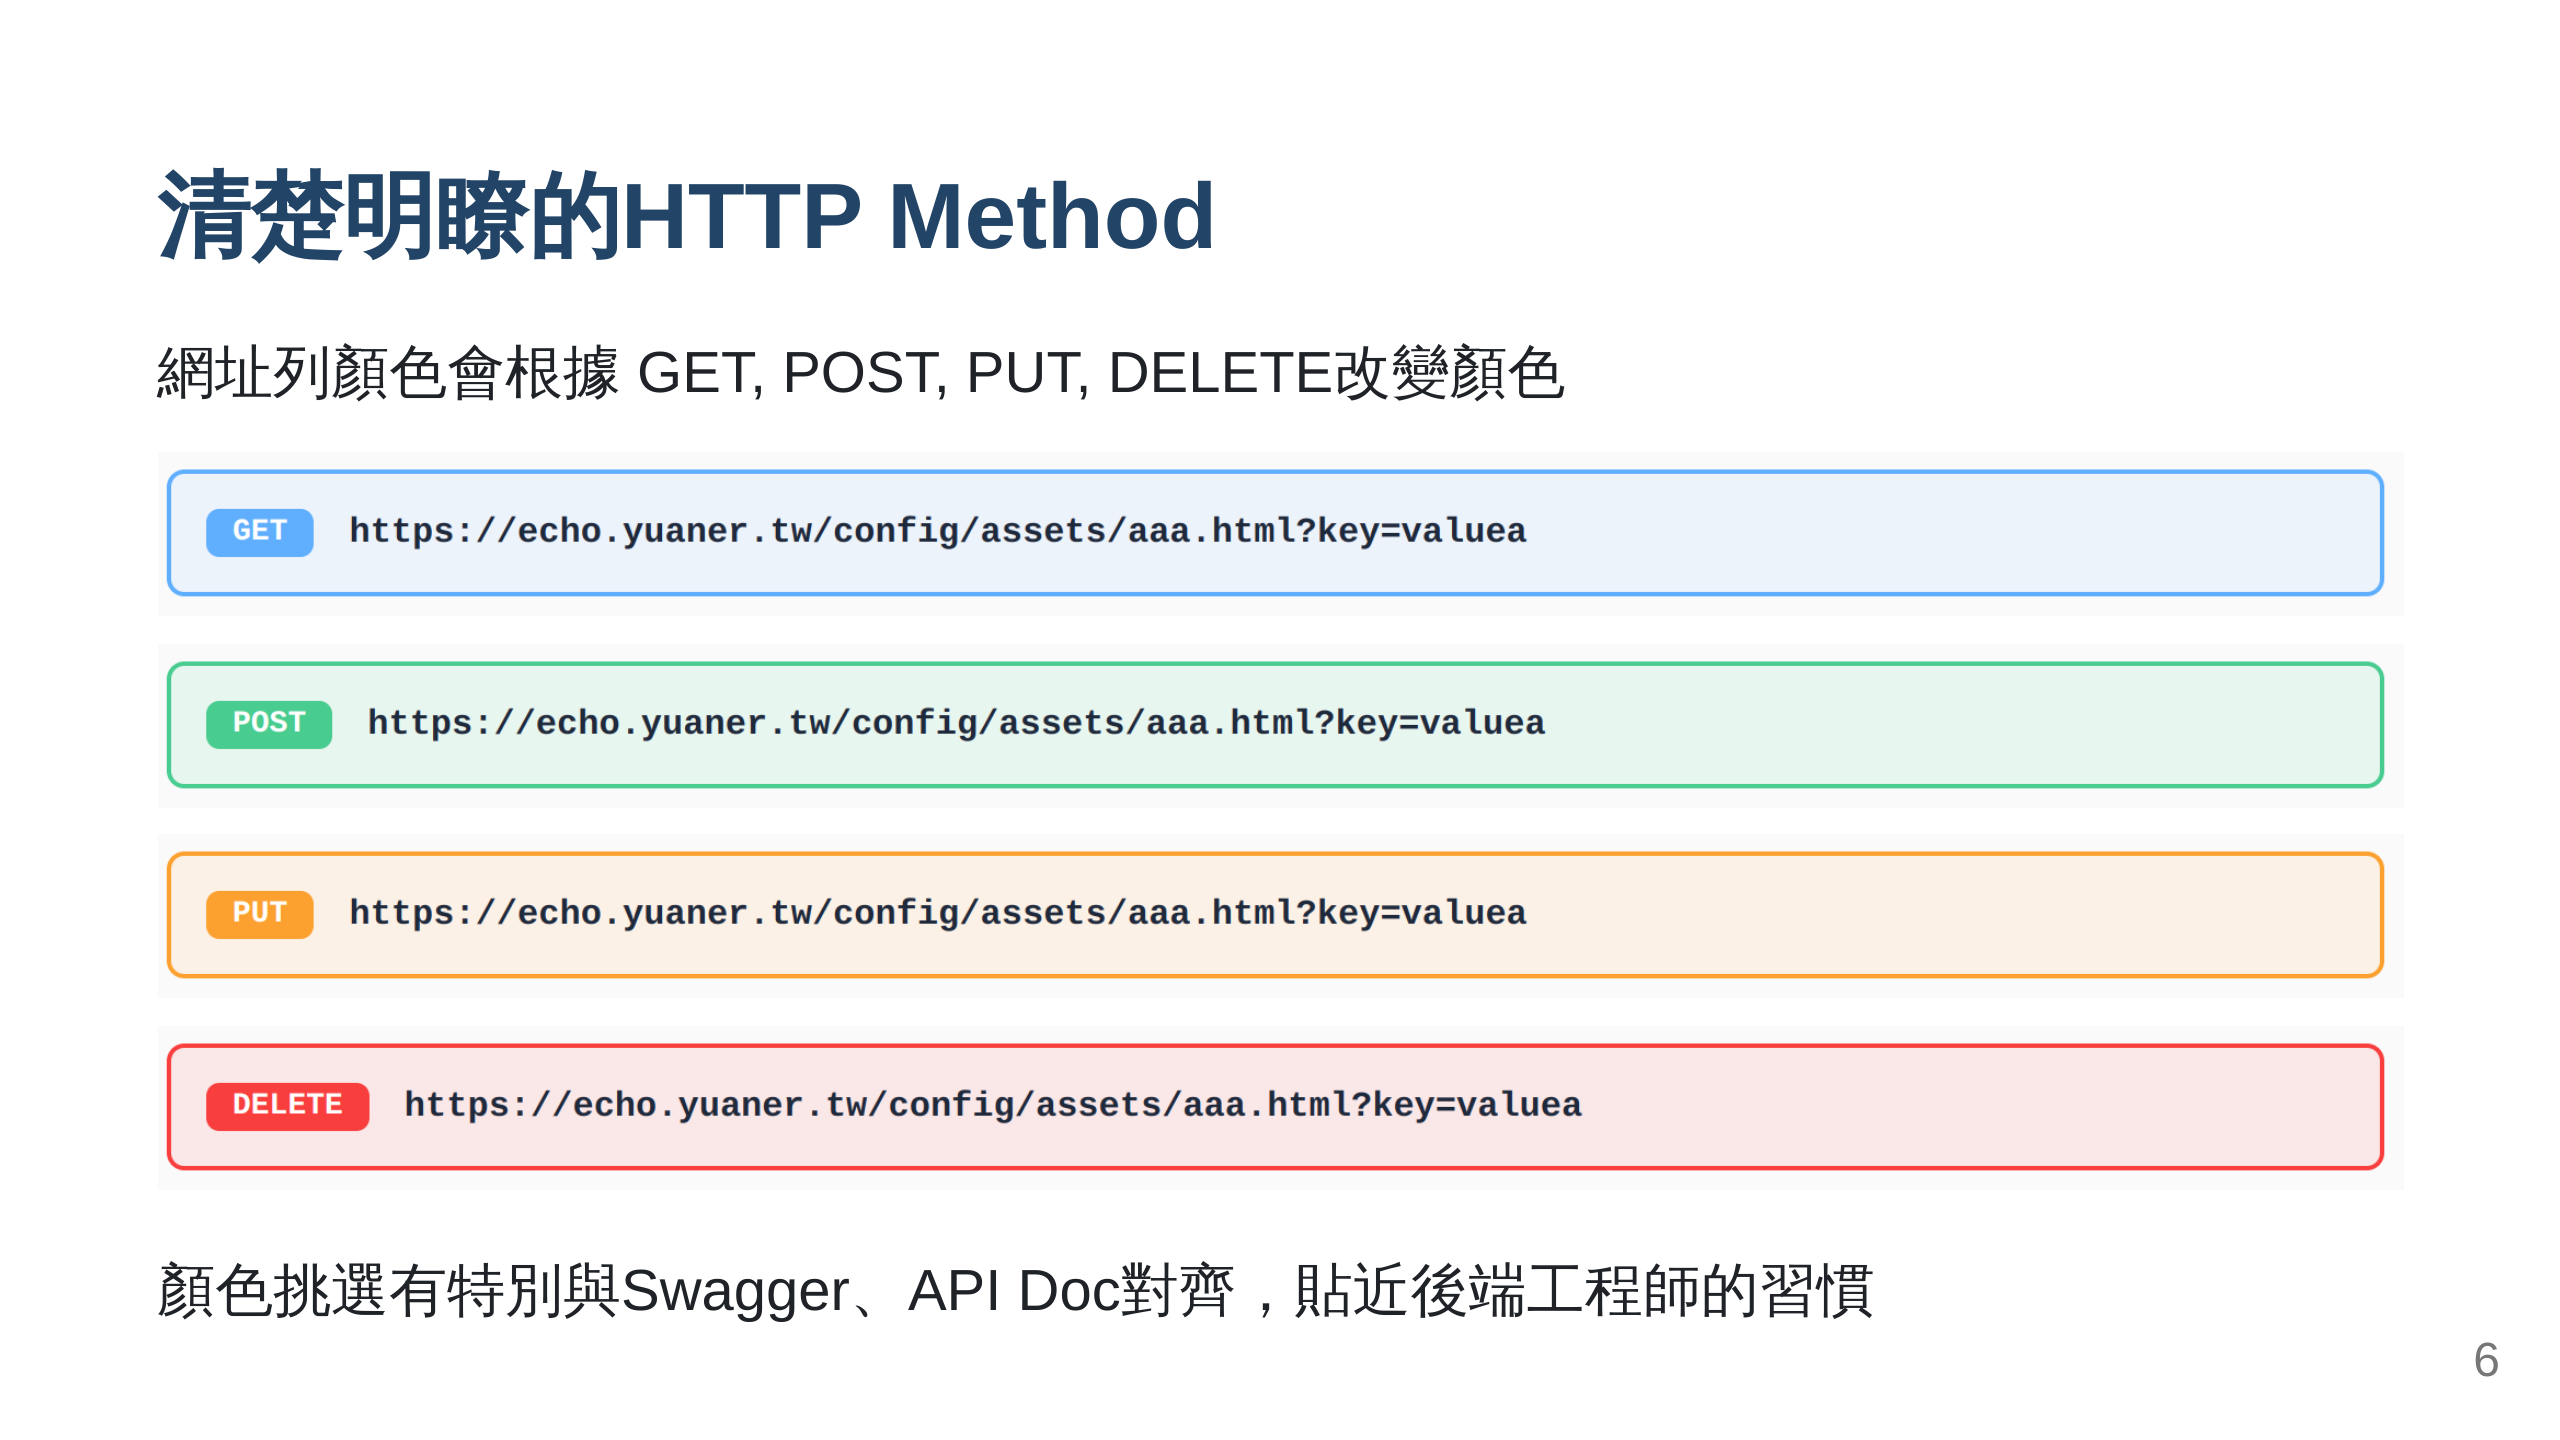 清楚明瞭的HTTP Method
網址列顏色會根據 GET, POST, PUT, DELETE改變顏色
GET https://echo.yuaner.tw/config/assets/aaa.html?key=valuea
POST https://echo.yuaner.tw/config/assets/aaa.html?key=valuea
PUT https://echo.yuaner.tw/config/assets/aaa.html?key=valuea
DELETE https://echo.yuaner.tw/config/assets/aaa.html?key=valuea
顏色挑選有特別與Swagger、API Doc對齊，貼近後端工程師的習慣
6